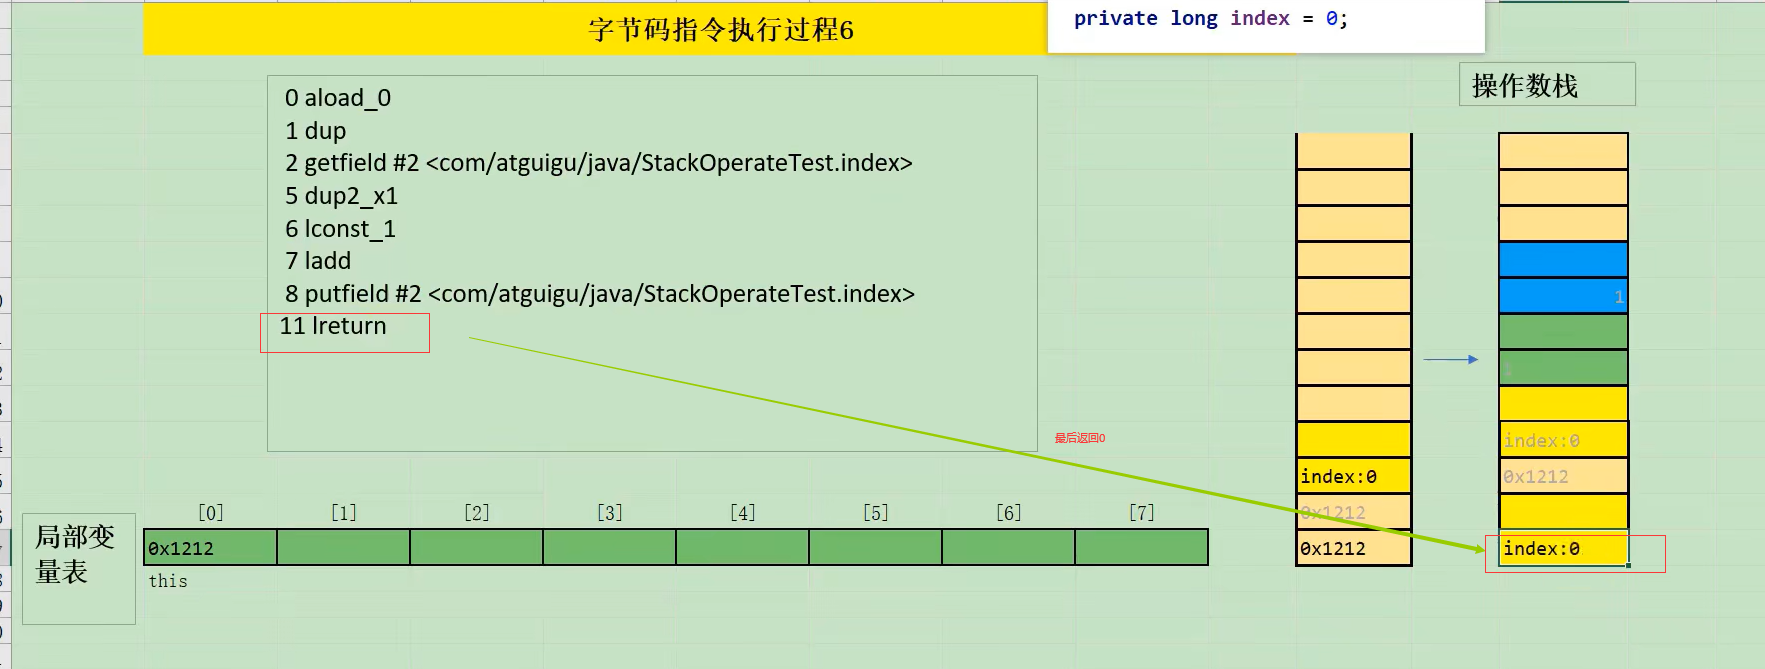 字节码指令执行过程6
private long index = 0;
操作数栈
0 aload_0
1 dup
2 getfield #2 <com/atguigu/java/StackOperateTest.index>
5 dup2_x1
6 lconst_1
7 ladd
8 putfield #2 <com/atguigu/java/StackOperateTest.index>
11 lreturn
1
最后返回0
index:0
index:0
0x1212
0x1212
0x1212
index:0
[0] [1] [2] [3] [4] [5] [6] [7]
局部变
量表
0x1212
this